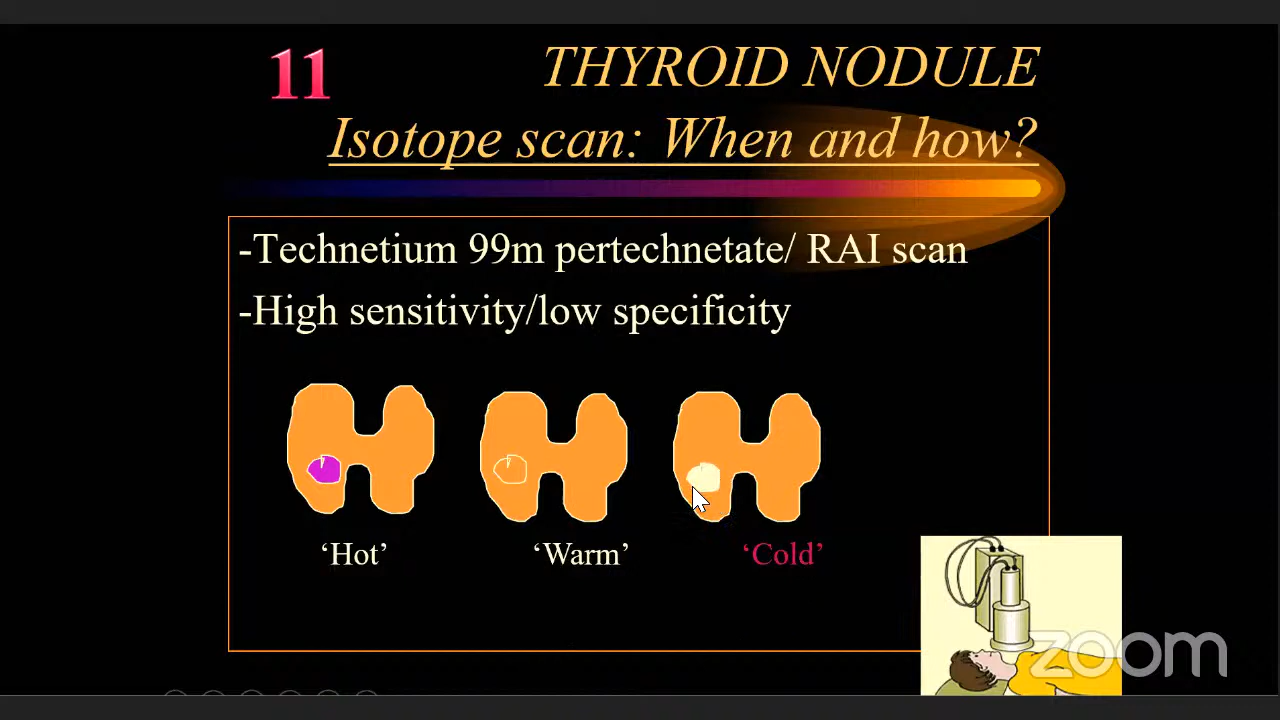 11
THYROID NODULE
Isotope scan: When and how?
-Technetium 99m pertechnetate/ RAI scan
-High sensitivity/low specificity
‘Hot’ ‘Warm’ ‘Cold’
zoom